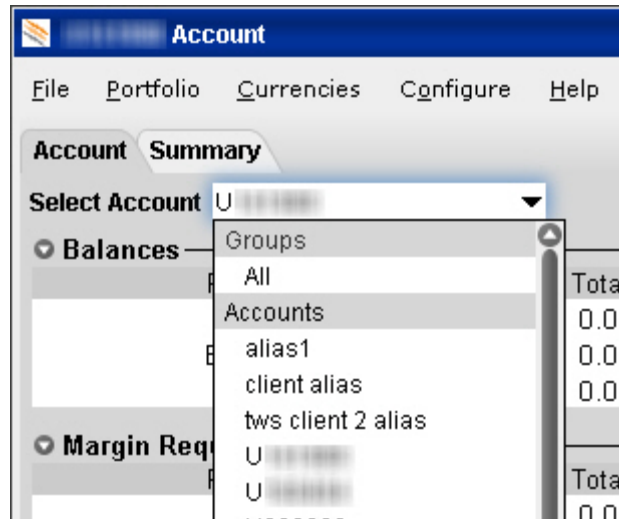 Account
File Portfolio Currencies Configure Help
Account Summary
Select Account U
Balances
Groups
All
Tota
Accounts
0.0
alias1
0.0
client alias
0.0
tws client 2 alias
Margin Requ
U
U
Tota
0.0